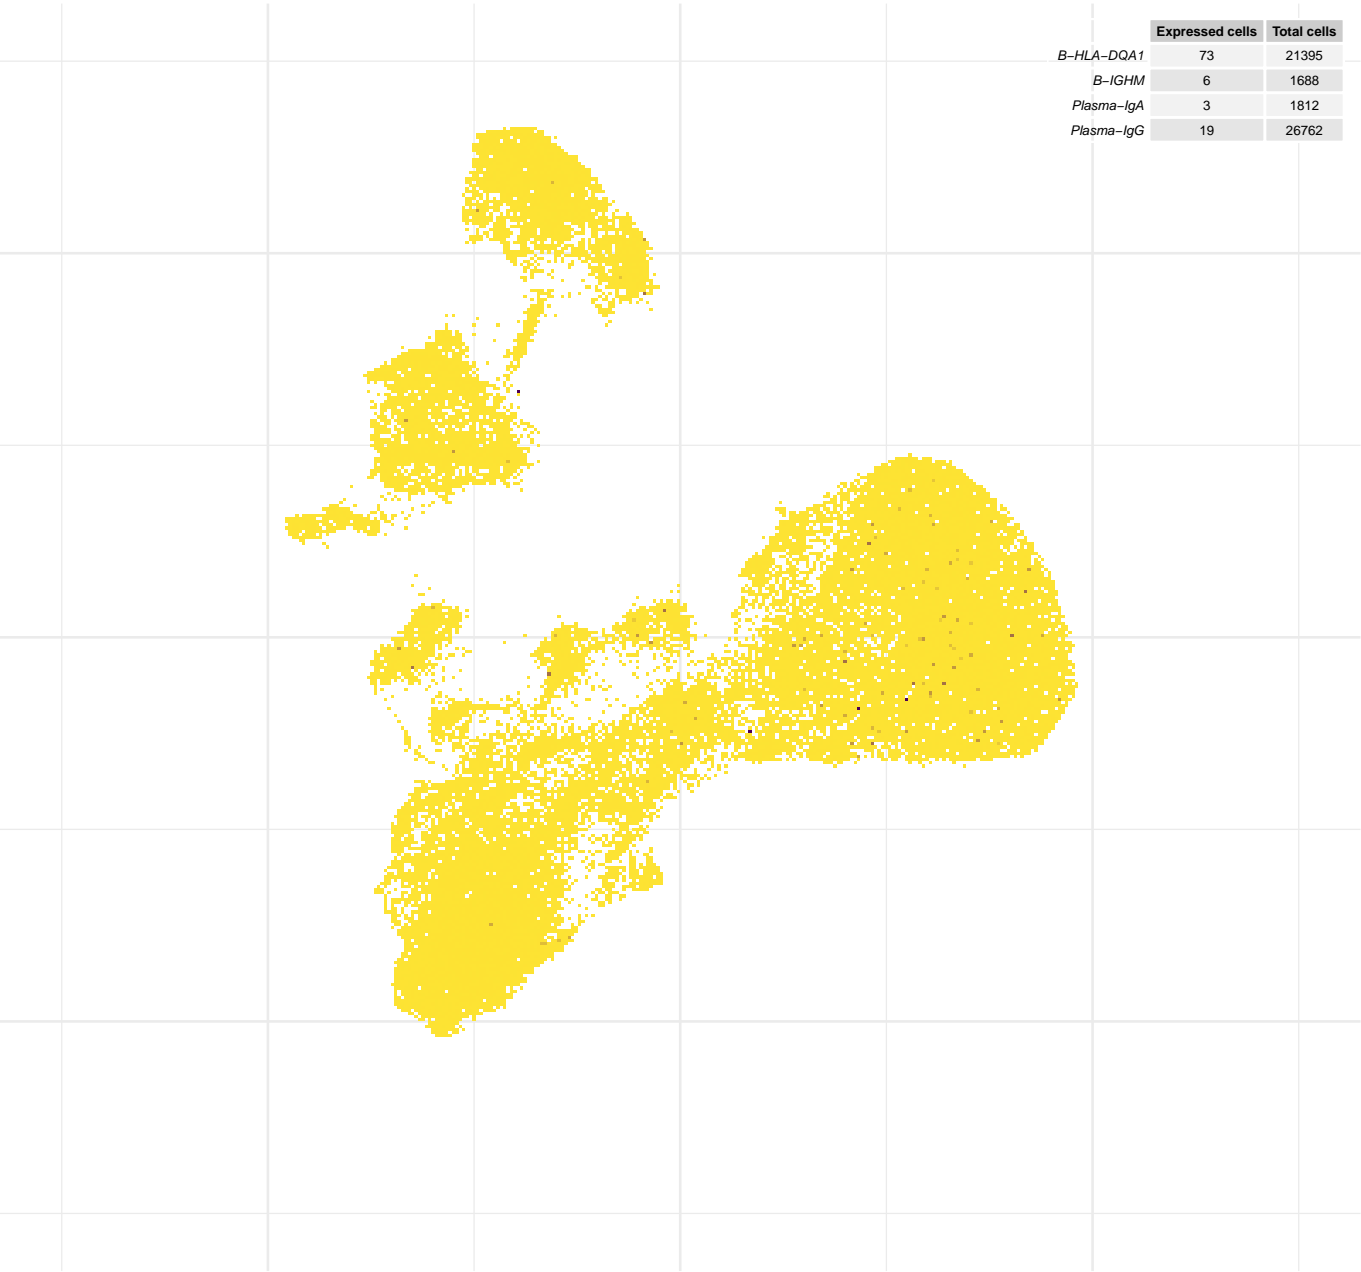 Expressed cells Total cells
B−HLA−DQA1 73 21395
B−IGHM 6 1688
Plasma−IgA 3 1812
Plasma−IgG 19 26762